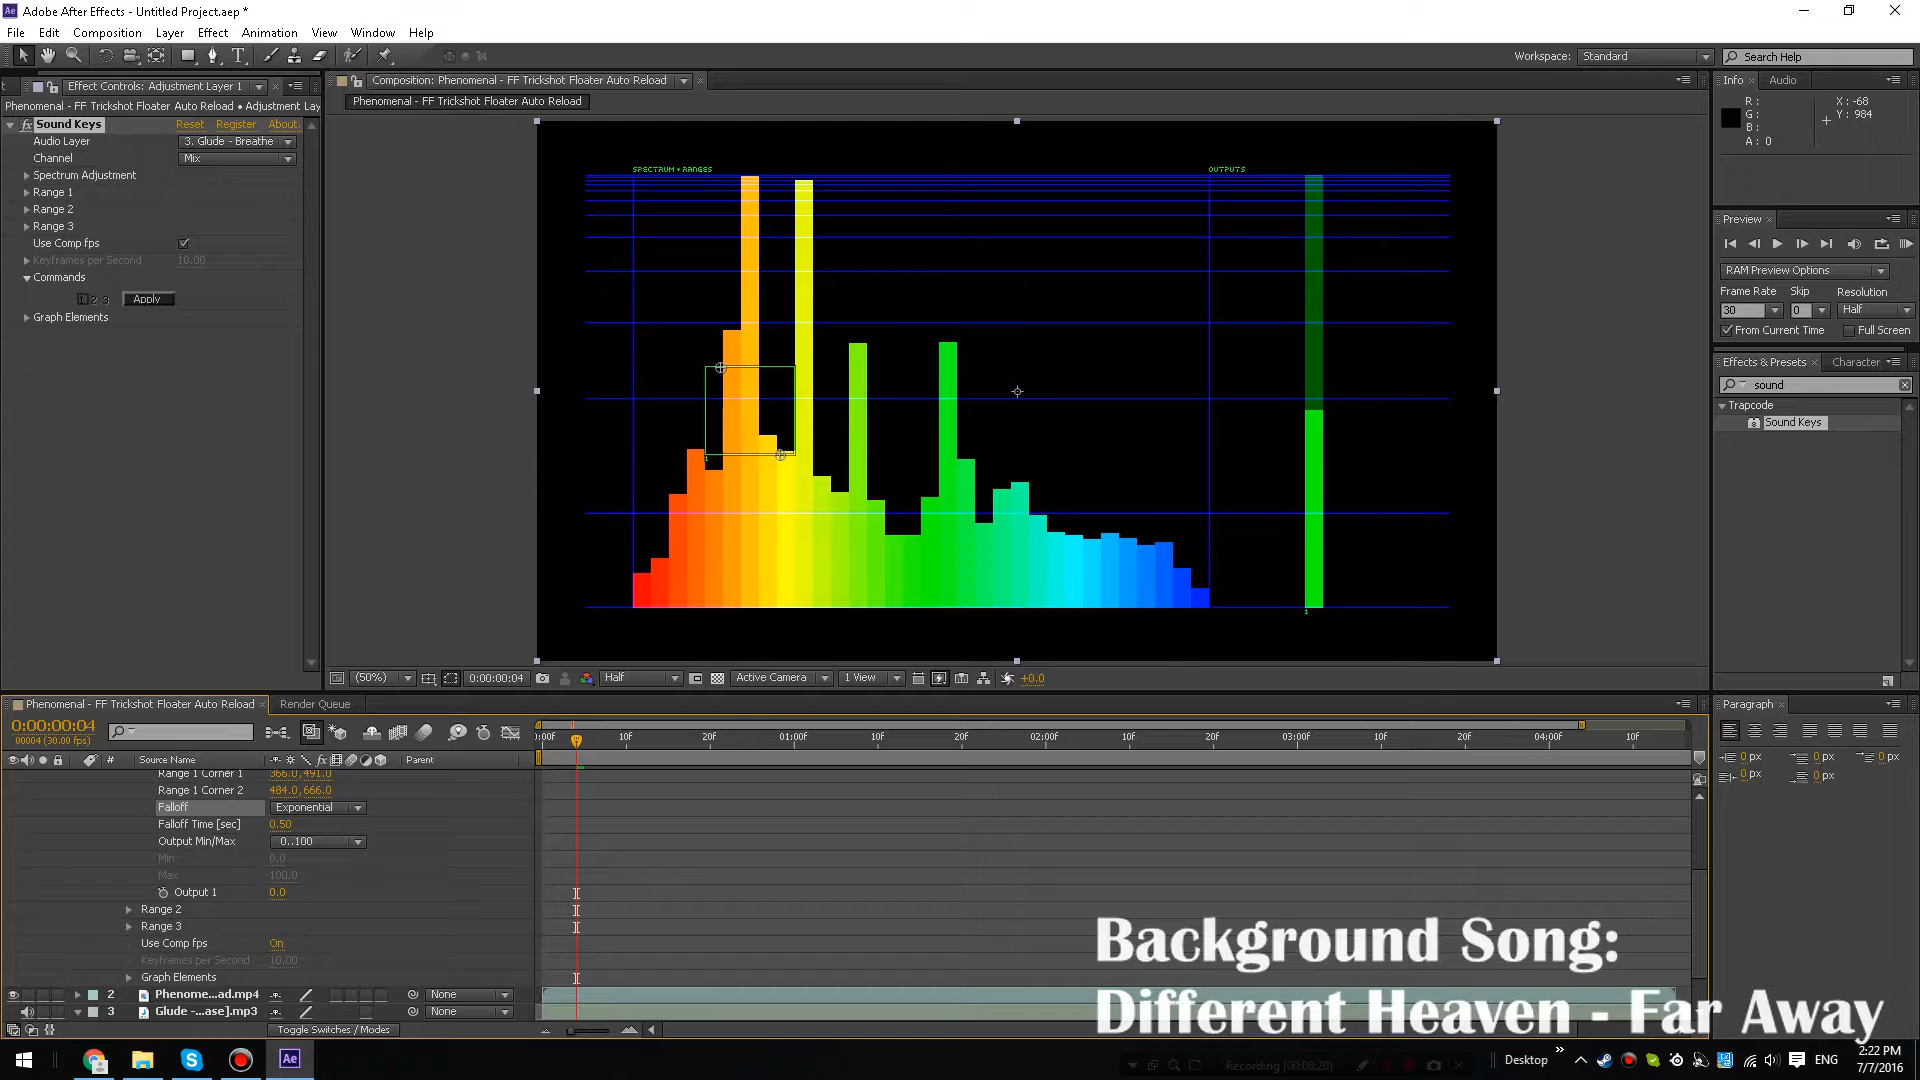 Adobe After Effects - Untitled Project.aep *
File Edit Composition Layer Effect Animation View Window Help
Workspace: Standard Search Help
Effect Controls: Adjustment Layer 1
Phenomenal - FF Trickshot Floater Auto Reload • Adjustment Lay
Sound Keys Reset Register About.
Audio Layer 3. Glude - Breathe
Channel Mix
Spectrum Adjustment
Range 1
Range 2
Range 3
Use Comp fps
Keyframes per Second 10.00
Commands
1 2 3 Apply
Graph Elements
Composition: Phenomenal - FF Trickshot Floater Auto Reload
Phenomenal - FF Trickshot Floater Auto Reload
SPECTRUM + RANGES OUTPUTS
1
1
(50%) 0:00:00:04 Half Active Camera 1 View +0.0
Info Audio
R: X: -68
G: Y: 984
B:
A: 0
Preview
RAM Preview Options
Frame Rate Skip Resolution
30 0 Half
From Current Time Full Screen
Effects & Presets Character
sound
Trapcode
Sound Keys
Phenomenal - FF Trickshot Floater Auto Reload Render Queue
0:00:00:04
00004 (30.00 fps)
):00F 10F 20F 01:00F 10F 20F 02:00F 10F 20F 03:00F 10F 20F 04:00F 10F
# Source Name Parent
Range 1 Corner 1 366.0,491.0
Range 1 Corner 2 484.0,666.0
Falloff Exponential
Falloff Time [sec] 0.50
Output Min/Max 0..100
Min 0.0
Max 100.0
Output 1 0.0
Range 2
Range 3
Use Comp fps On
Keyframes per Second 10.00
Graph Elements
2 Phenome...ad.mp4 None
3 Glude -...ase].mp3 None
Toggle Switches / Modes
Paragraph
0 px 0 px 0 px
0 px 0 px
Background Song:
Different Heaven - Far Away
Recording [00:08:20]
Desktop ENG
2:22 PM
7/7/2016